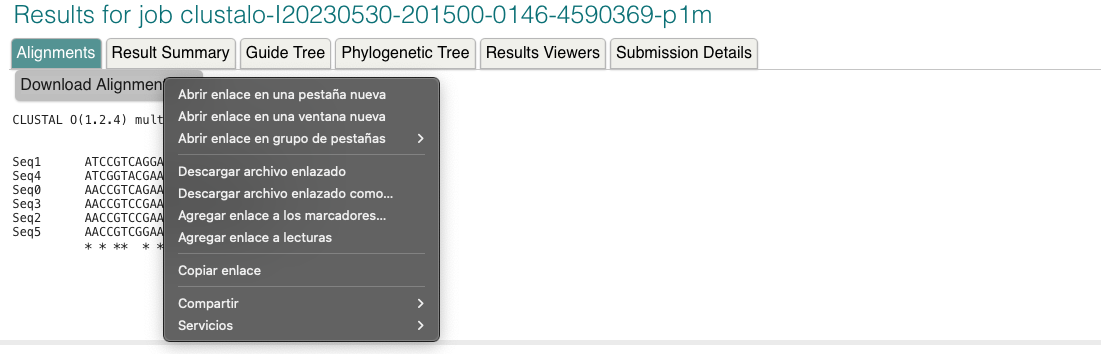 Results for job clustalo-I20230530-201500-0146-4590369-p1m
Alignments Result Summary Guide Tree Phylogenetic Tree Results Viewers Submission Details
Download Alignment
CLUSTAL O(1.2.4) mult
Seq1 ATCCGTCAGGA
Seq4 ATCGGTACGAA
Seq0 AACCGTCAGAA
Seq3 AACCGTCCGAA
Seq2 AACCGTCCGAA
Seq5 AACCGTCGGAA
* * ** * *
Abrir enlace en una pestaña nueva
Abrir enlace en una ventana nueva
Abrir enlace en grupo de pestañas
Descargar archivo enlazado
Descargar archivo enlazado como...
Agregar enlace a los marcadores...
Agregar enlace a lecturas
Copiar enlace
Compartir
Servicios